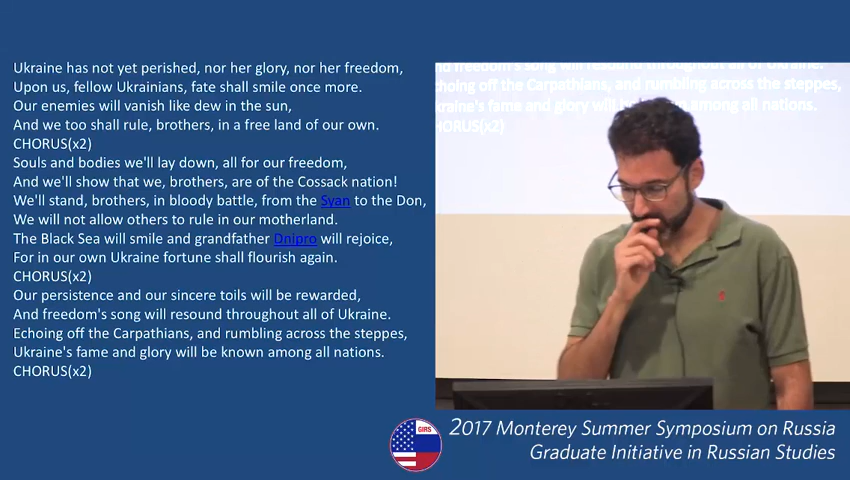 Ukraine has not yet perished, nor her glory, nor her freedom,
Upon us, fellow Ukrainians, fate shall smile once more.
Our enemies will vanish like dew in the sun,
And we too shall rule, brothers, in a free land of our own.
CHORUS(x2)
Souls and bodies we'll lay down, all for our freedom,
And we'll show that we, brothers, are of the Cossack nation!
We'll stand, brothers, in bloody battle, from the Syan to the Don,
We will not allow others to rule in our motherland.
The Black Sea will smile and grandfather Dnipro will rejoice,
For in our own Ukraine fortune shall flourish again.
CHORUS(x2)
Our persistence and our sincere toils will be rewarded,
And freedom's song will resound throughout all of Ukraine.
Echoing off the Carpathians, and rumbling across the steppes,
Ukraine's fame and glory will be known among all nations.
CHORUS(x2)
freedom's song will resound throughout all of Ukraine.
off the Carpathians, and rumbling across the steppes,
fame and glory will among all nations.
GIRS
2017 Monterey Summer Symposium on Russia
Graduate Initiative in Russian Studies